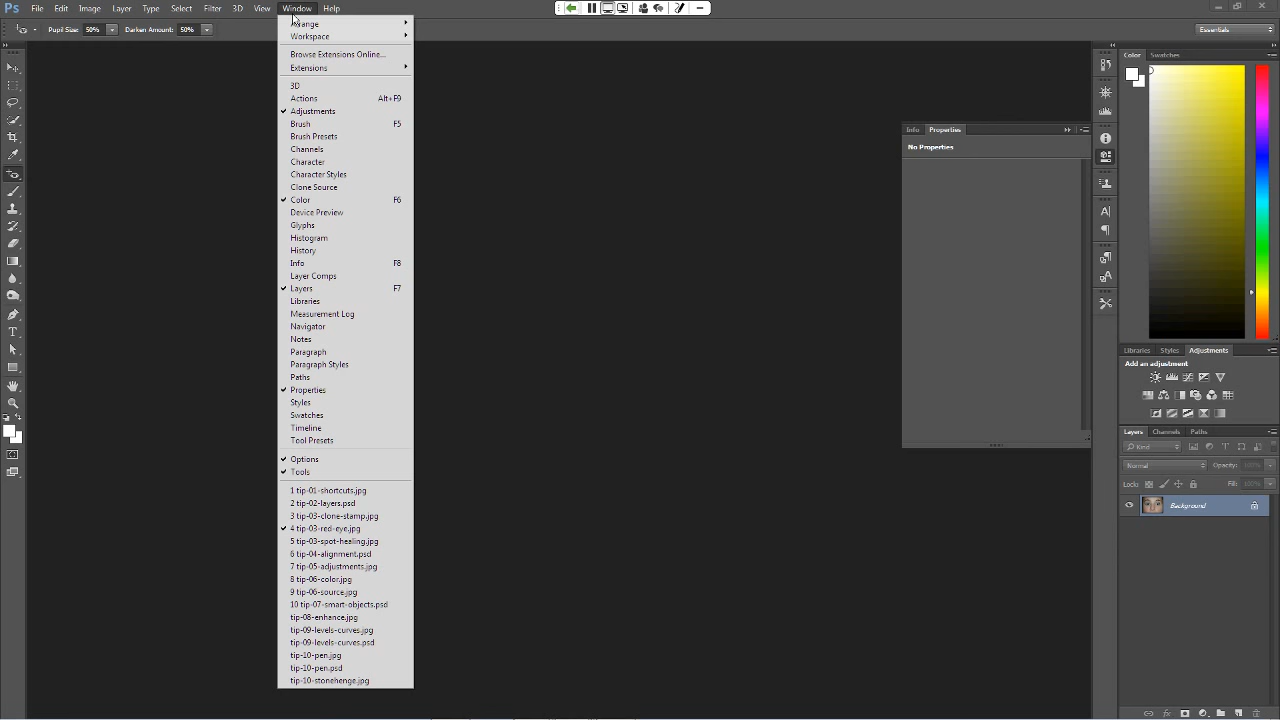 Ps File Edit Image Layer Type Select Filter 3D View Window Help
Pupil Size: 50% Darken Amount: 50% Essentials
Arrange
Workspace
Browse Extensions Online...
Extensions
3D
Actions Alt+F9
Adjustments
Brush F5
Brush Presets
Channels
Character
Character Styles
Clone Source
Color F6
Device Preview
Glyphs
Histogram
History
Info F8
Layer Comps
Layers F7
Libraries
Measurement Log
Navigator
Notes
Paragraph
Paragraph Styles
Paths
Properties
Styles
Swatches
Timeline
Tool Presets
Options
Tools
1 tip-01-shortcuts.jpg
2 tip-02-layers.psd
3 tip-03-clone-stamp.jpg
4 tip-03-red-eye.jpg
5 tip-03-spot-healing.jpg
6 tip-04-alignment.psd
7 tip-05-adjustments.jpg
8 tip-06-color.jpg
9 tip-06-source.jpg
10 tip-07-smart-objects.psd
tip-08-enhance.jpg
tip-09-levels-curves.jpg
tip-09-levels-curves.psd
tip-10-pen.jpg
tip-10-pen.psd
tip-10-stonehenge.jpg
Info Properties
No Properties
Color Swatches
Libraries Styles Adjustments
Add an adjustment
Layers Channels Paths
Kind
Normal Opacity: 100%
Locks: Fill: 100%
Background